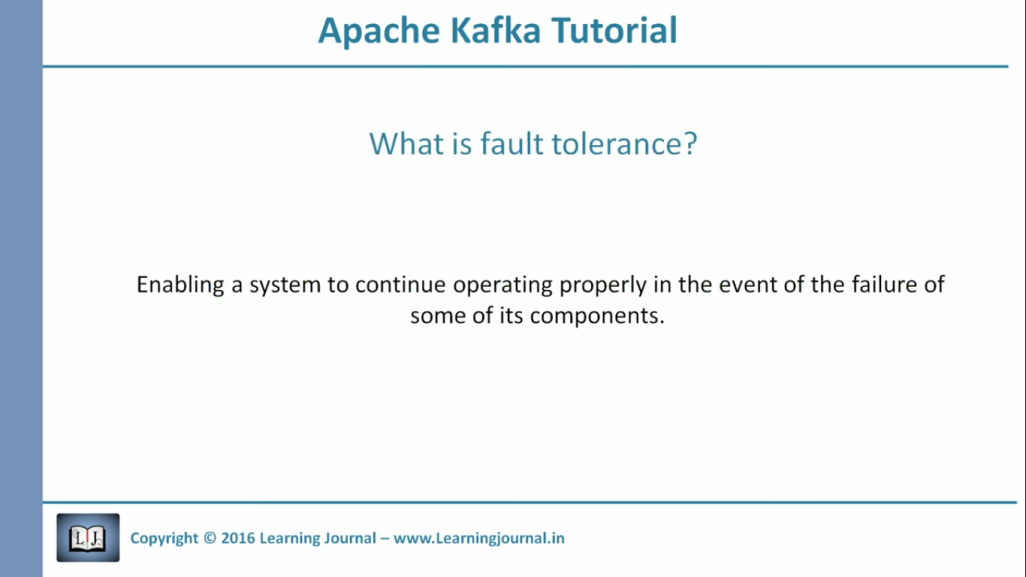 Apache Kafka Tutorial
What is fault tolerance?
Enabling a system to continue operating properly in the event of the failure of
some of its components.
L J
Copyright © 2016 Learning Journal – www.Learningjournal.in